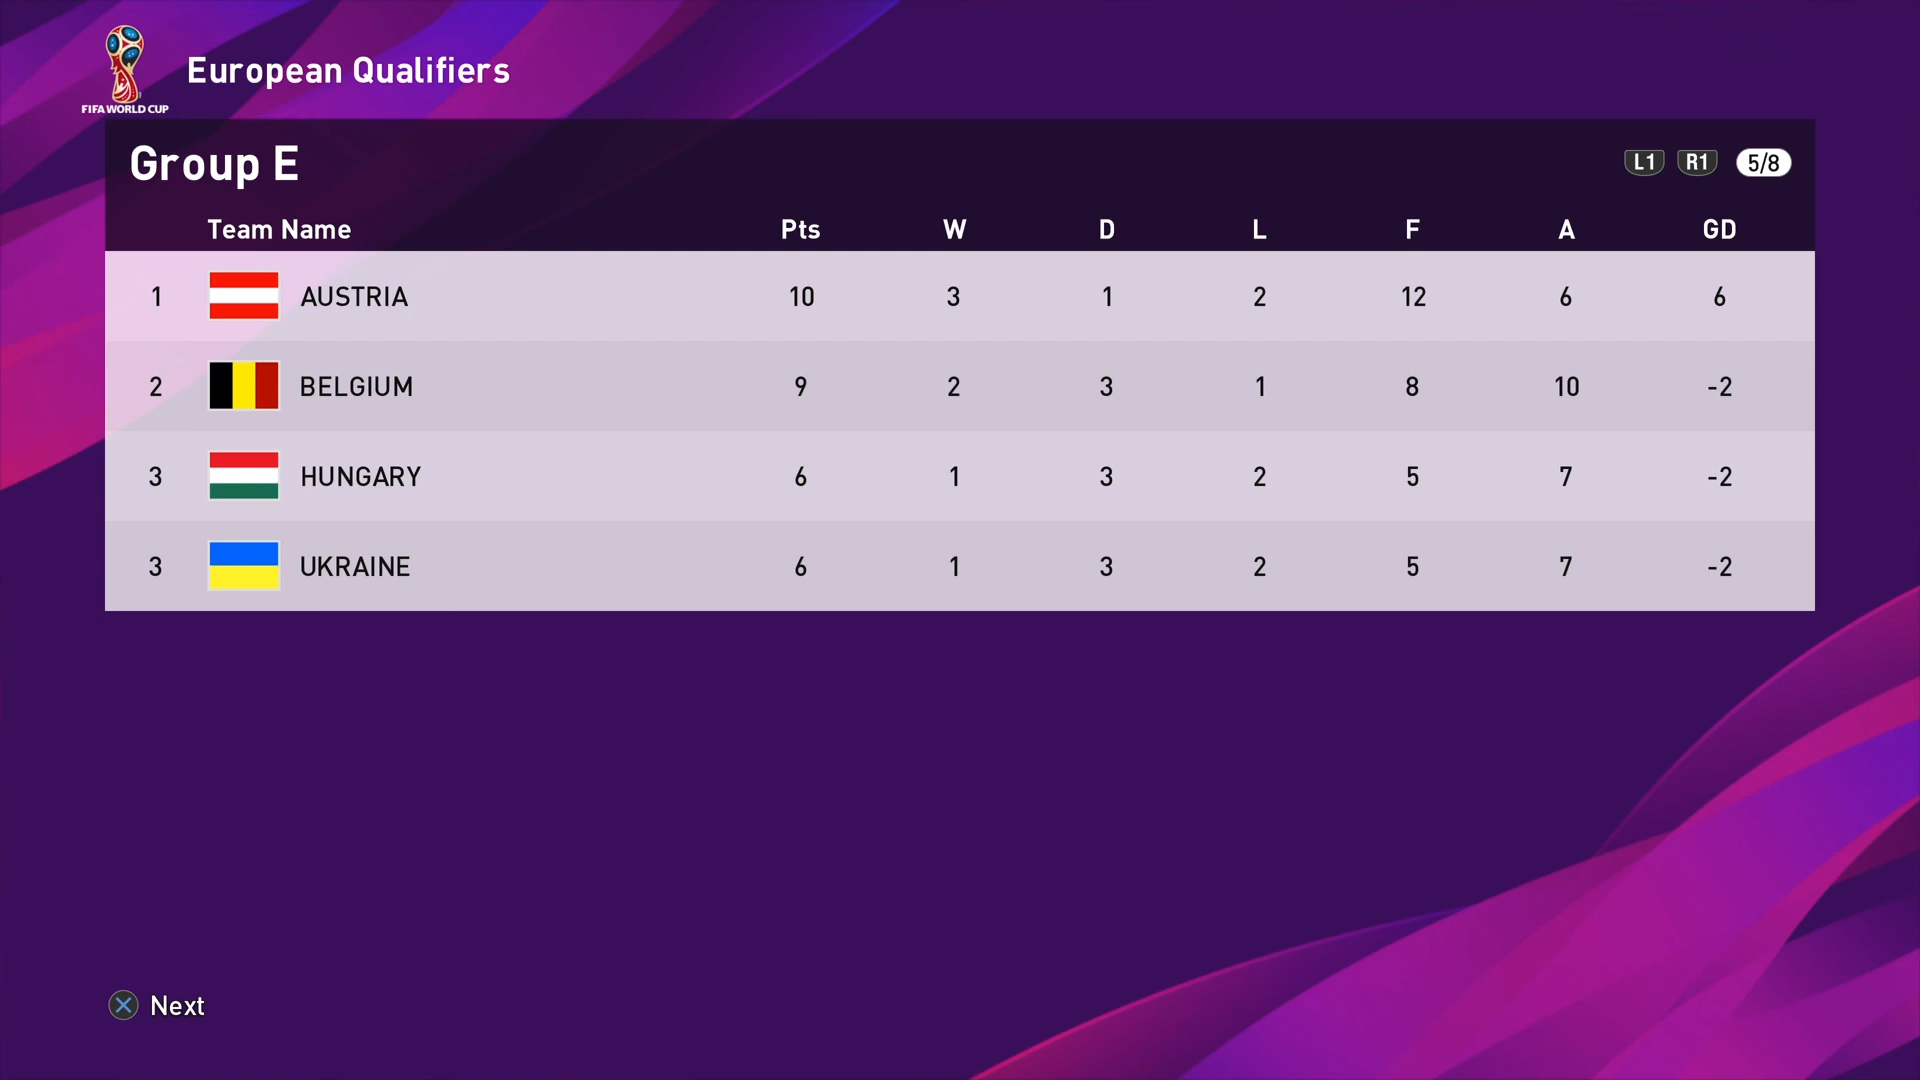 European Qualifiers
FIFA WORLD CUP
Group E
L1 R1 5/8
Team Name Pts W D L F A GD
1 AUSTRIA 10 3 1 2 12 6 6
2 BELGIUM 9 2 3 1 8 10 -2
3 HUNGARY 6 1 3 2 5 7 -2
3 UKRAINE 6 1 3 2 5 7 -2
Next